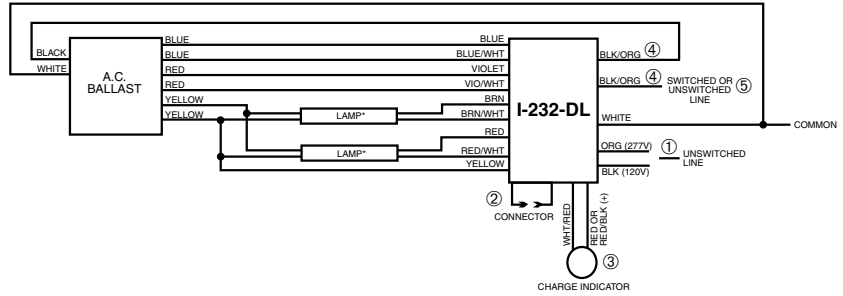 BLACK
WHITE
A.C.
BALLAST
BLUE
BLUE
RED
RED
YELLOW
YELLOW
LAMP*
LAMP*
BLUE
BLUE/WHT
VIOLET
VIO/WHT
BRN
BRN/WHT
RED
RED/WHT
YELLOW
I-232-DL
BLK/ORG ④
BLK/ORG ④ SWITCHED OR
UNSWITCHED
LINE ⑤
WHITE
COMMON
ORG (277V)
① UNSWITCHED
LINE
BLK (120V)
②
CONNECTOR
WHT/RED
RED OR
RED/BLK (+)
③
CHARGE INDICATOR